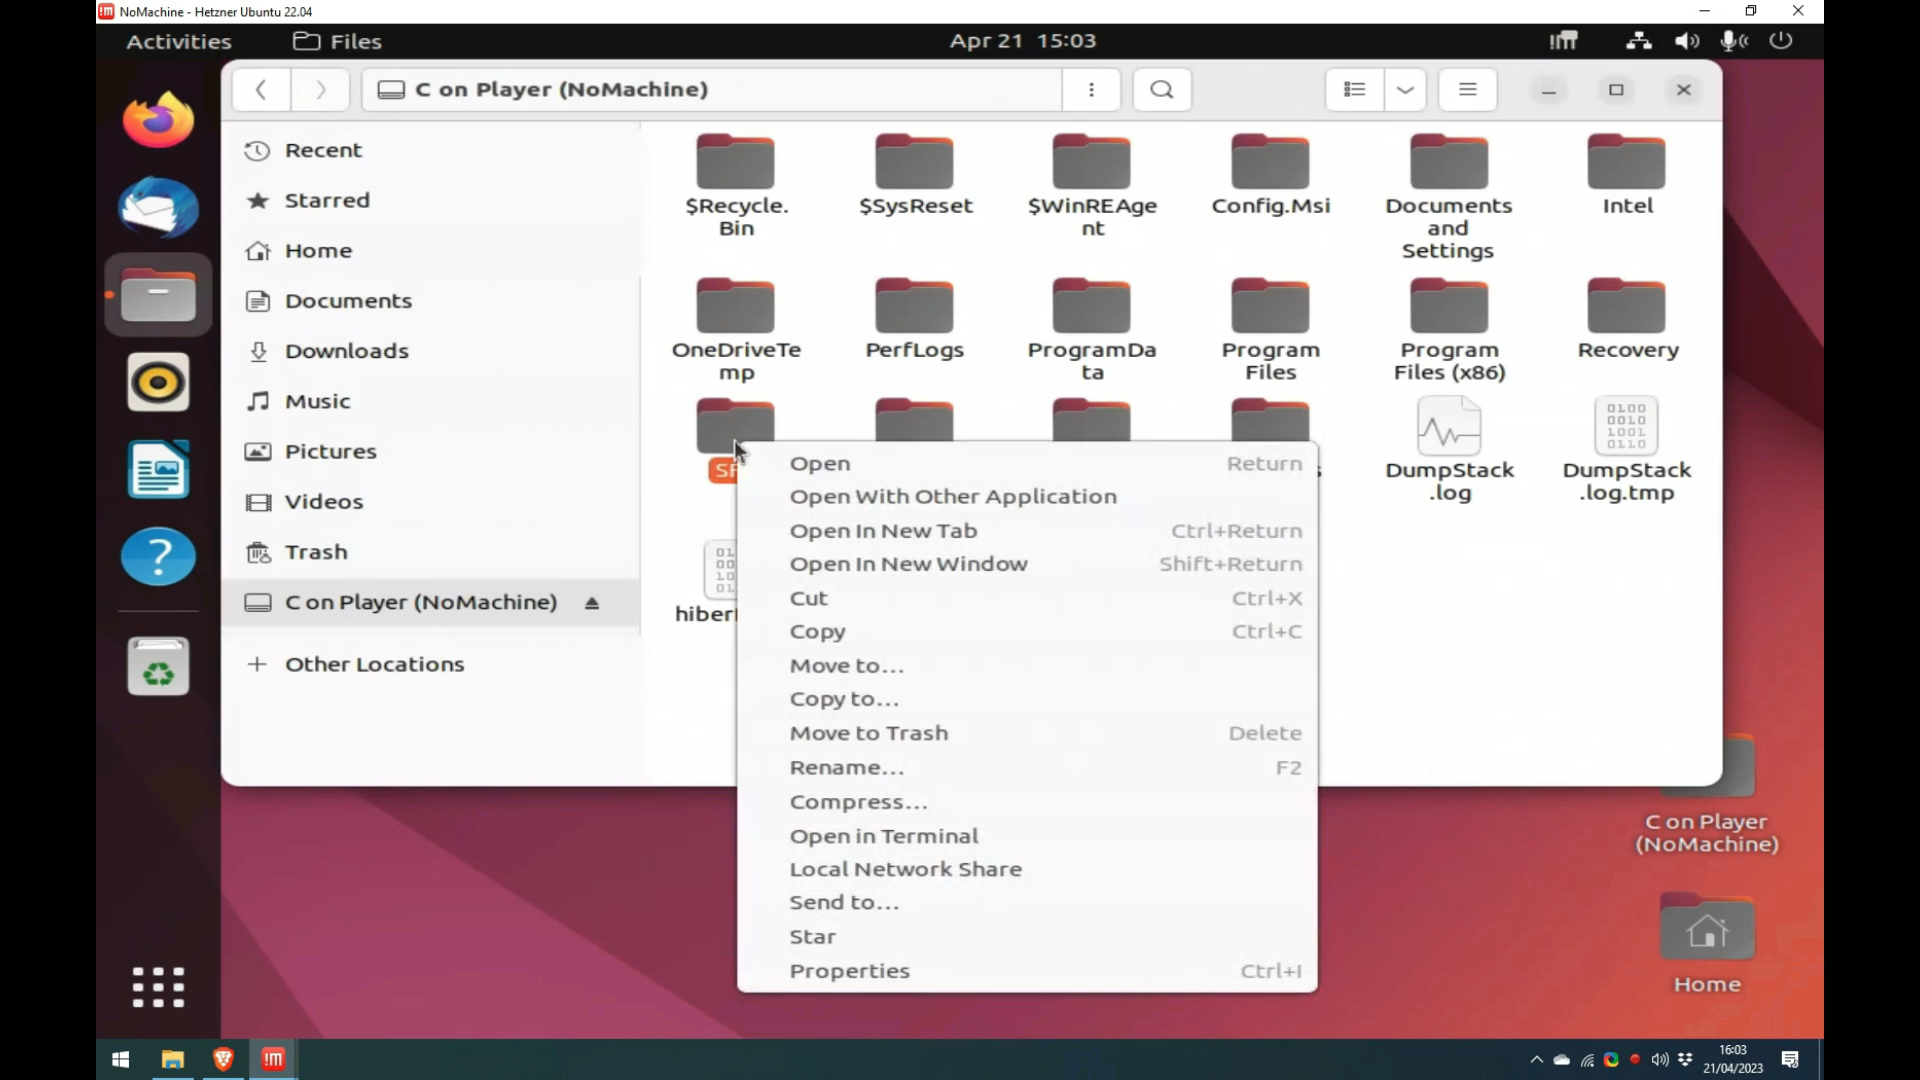 NoMachine - Hetzner Ubuntu 22.04
Activities
Files
Apr 21 15:03
C on Player (NoMachine)
Recent
Starred
Home
Documents
Downloads
Music
Pictures
Videos
Trash
C on Player (NoMachine)
Other Locations
$Recycle.
Bin
$SysReset
$WinREAge
nt
Config.Msi
Documents
and
Settings
Intel
OneDriveTe
mp
PerfLogs
ProgramDa
ta
Program
Files
Program
Files (x86)
Recovery
DumpStack
.log
DumpStack
.log.tmp
Open Return
Open With Other Application
Open In New Tab Ctrl+Return
Open In New Window Shift+Return
Cut Ctrl+X
Copy Ctrl+C
Move to…
Copy to…
Move to Trash Delete
Rename… F2
Compress…
Open in Terminal
Local Network Share
Send to…
Star
Properties Ctrl+I
C on Player
(NoMachine)
Home
16:03
21/04/2023